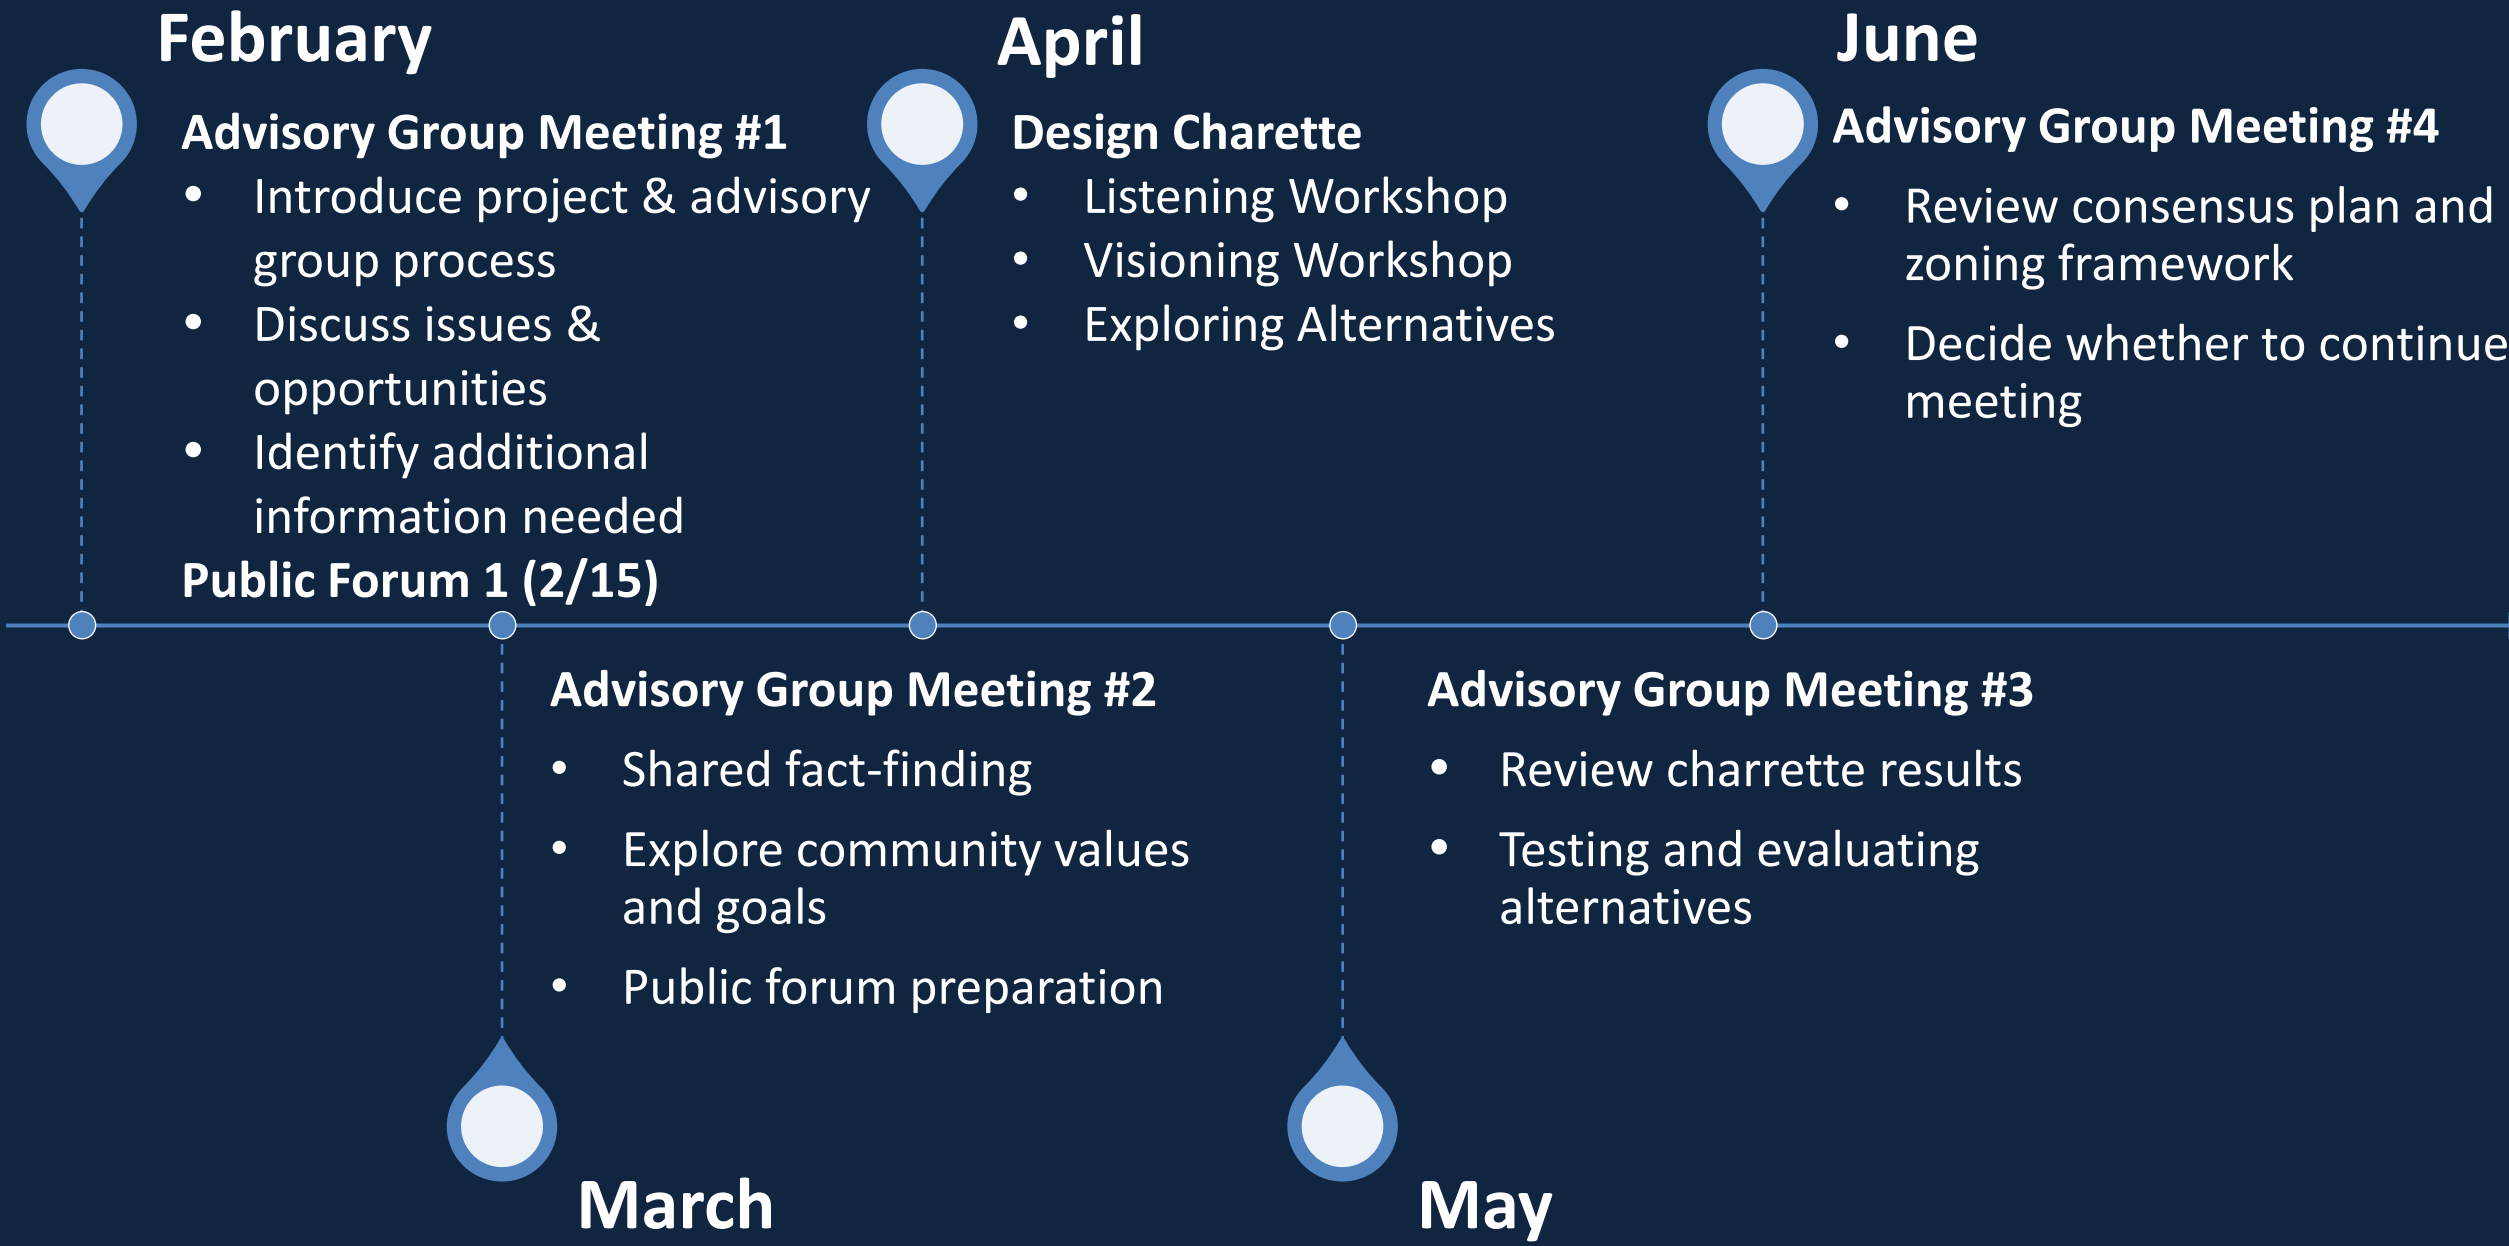 February
Advisory Group Meeting #1
• Introduce project & advisory
group process
• Discuss issues &
opportunities
• Identify additional
information needed
Public Forum 1 (2/15)
April
Design Charette
• Listening Workshop
• Visioning Workshop
• Exploring Alternatives
June
Advisory Group Meeting #4
• Review consensus plan and
zoning framework
• Decide whether to continue
meeting
Advisory Group Meeting #2
• Shared fact-finding
• Explore community values
and goals
• Public forum preparation
March
Advisory Group Meeting #3
• Review charrette results
• Testing and evaluating
alternatives
May